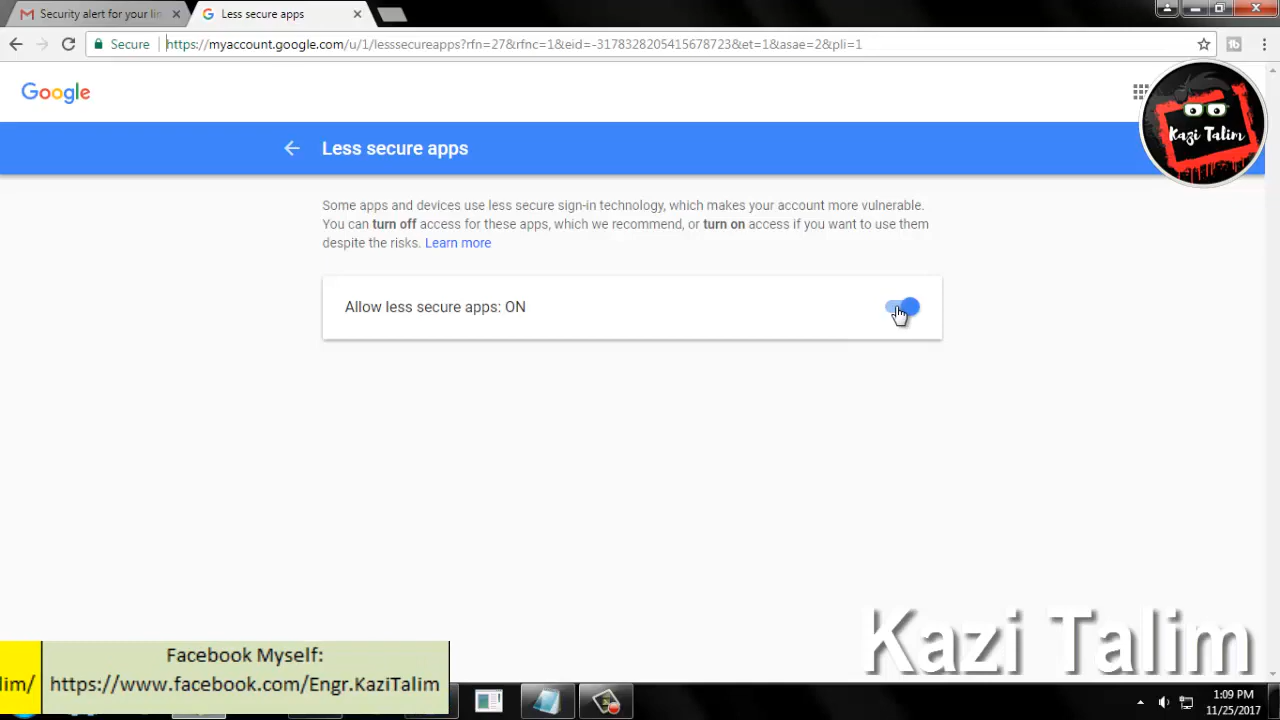 Security alert for your lin
Less secure apps
Secure
https://myaccount.google.com/u/1/lesssecureapps?rfn=27&rfnc=1&eid=-3178328205415678723&et=1&asae=2&pli=1
Google
Kazi Talim
Less secure apps
Some apps and devices use less secure sign-in technology, which makes your account more vulnerable.
You can turn off access for these apps, which we recommend, or turn on access if you want to use them
despite the risks. Learn more
Allow less secure apps: ON
Kazi Talim
Facebook Myself:
lim/
https://www.facebook.com/Engr.KaziTalim
1:09 PM
11/25/2017